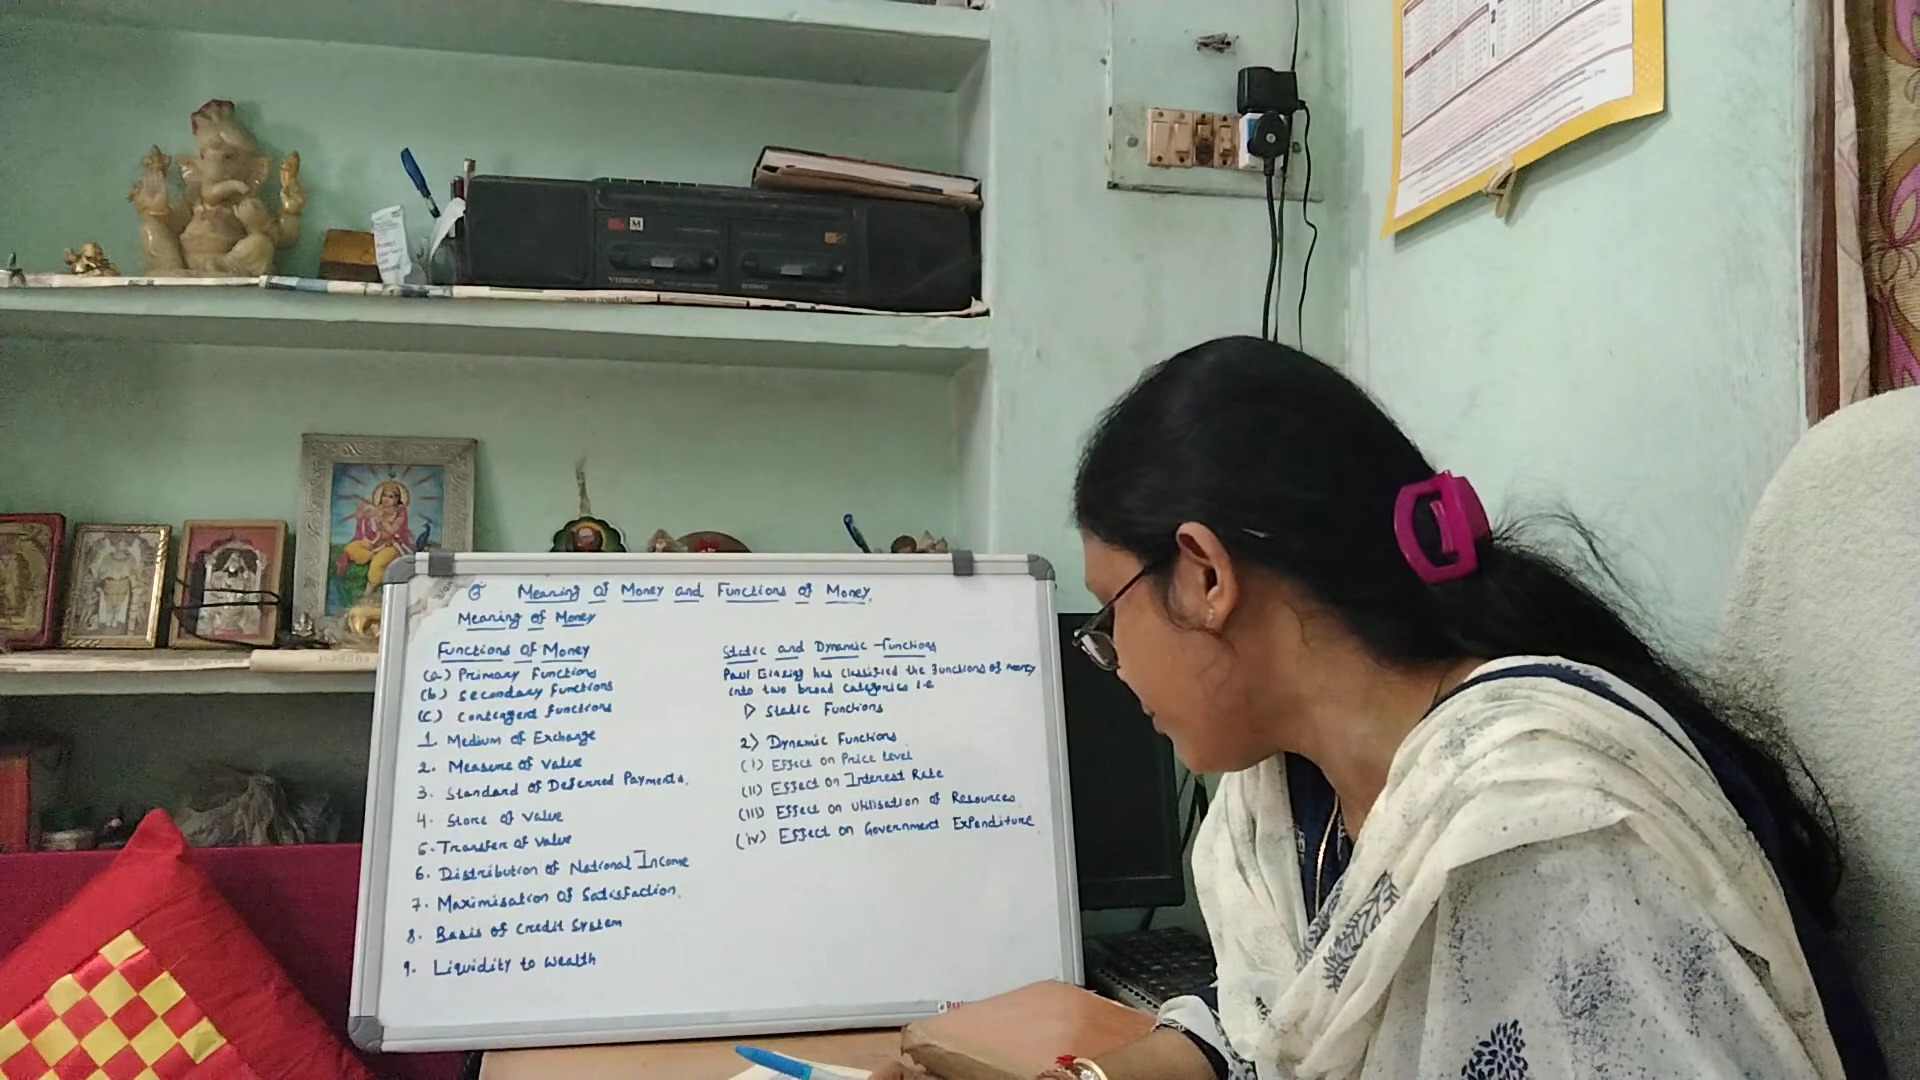 Meaning of Money and Functions of Money.
Meaning of Money
Functions of Money
(a) Primary Functions
(b) Secondary Functions
(c) Contingent functions
1. Medium of Exchange
2. Measure of Value
3. Standard of Deferred Payments.
4. Store of Value
5. Transfer of Value
6. Distribution of National Income
7. Maximisation of Satisfaction.
8. Basis of Credit System
9. Liquidity to Wealth
Static and Dynamic functions
Paul Einzig has classified the functions of money
into two broad categories i.e
1) Static Functions
2) Dynamic Functions
(i) Effect on Price Level
(ii) Effect on Interest Rate
(iii) Effect on Utilisation of Resources
(iv) Effect on Government Expenditure
VIDEOCON